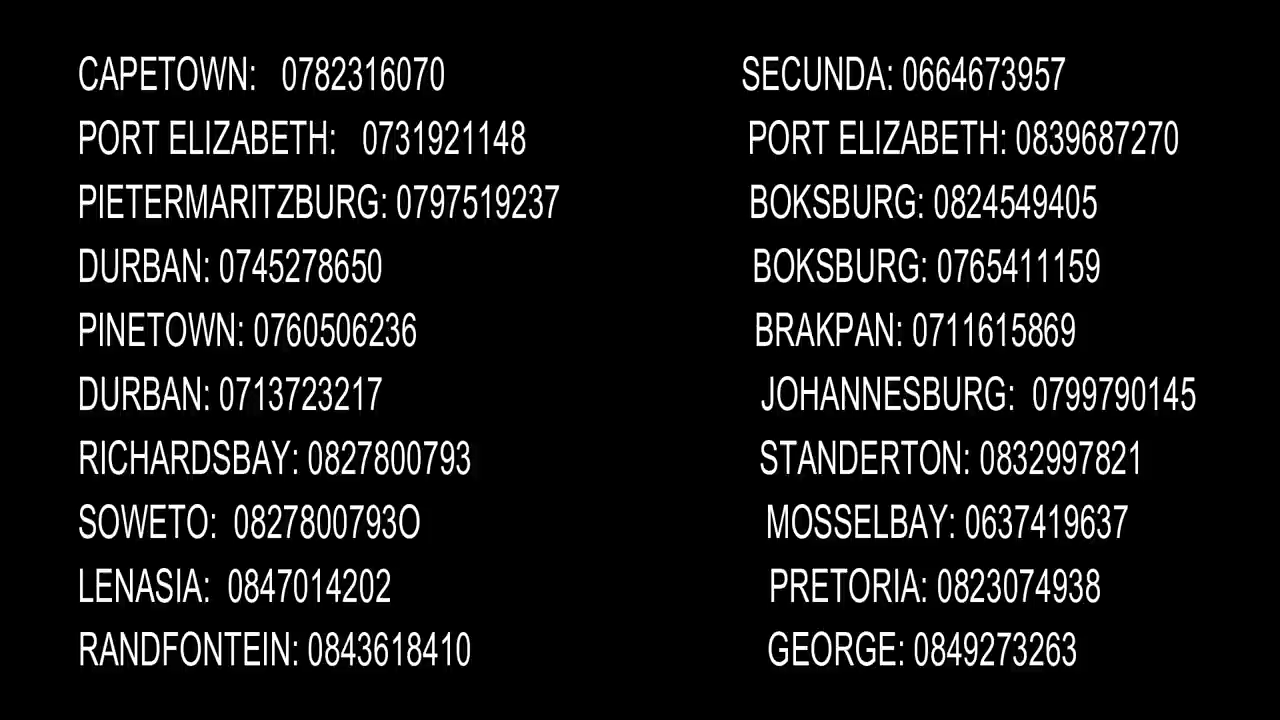 CAPETOWN: 0782316070
PORT ELIZABETH: 0731921148
PIETERMARITZBURG: 0797519237
DURBAN: 0745278650
PINETOWN: 0760506236
DURBAN: 0713723217
RICHARDSBAY: 0827800793
SOWETO: 0827800793O
LENASIA: 0847014202
RANDFONTEIN: 0843618410
SECUNDA: 0664673957
PORT ELIZABETH: 0839687270
BOKSBURG: 0824549405
BOKSBURG: 0765411159
BRAKPAN: 0711615869
JOHANNESBURG: 0799790145
STANDERTON: 0832997821
MOSSELBAY: 0637419637
PRETORIA: 0823074938
GEORGE: 0849273263